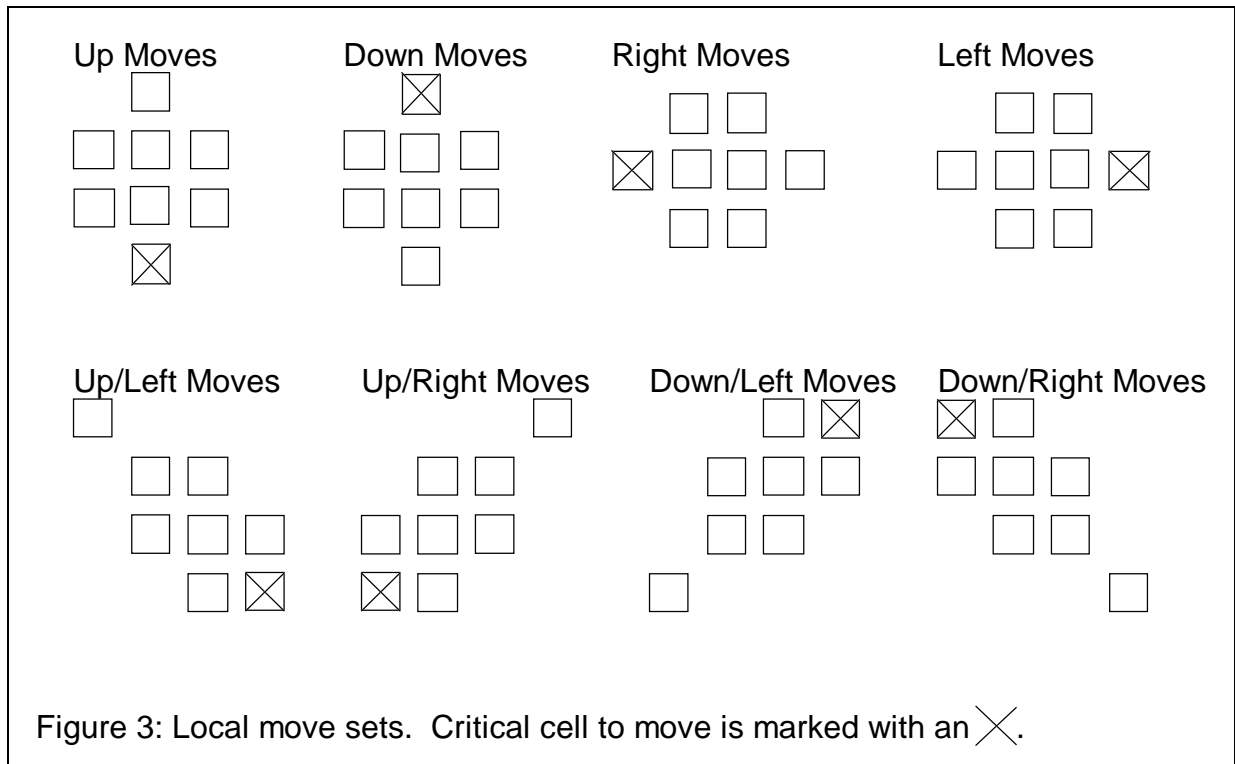 Up Moves Down Moves Right Moves Left Moves
Up/Left Moves Up/Right Moves Down/Left Moves Down/Right Moves
Figure 3: Local move sets.  Critical cell to move is marked with an ╳.